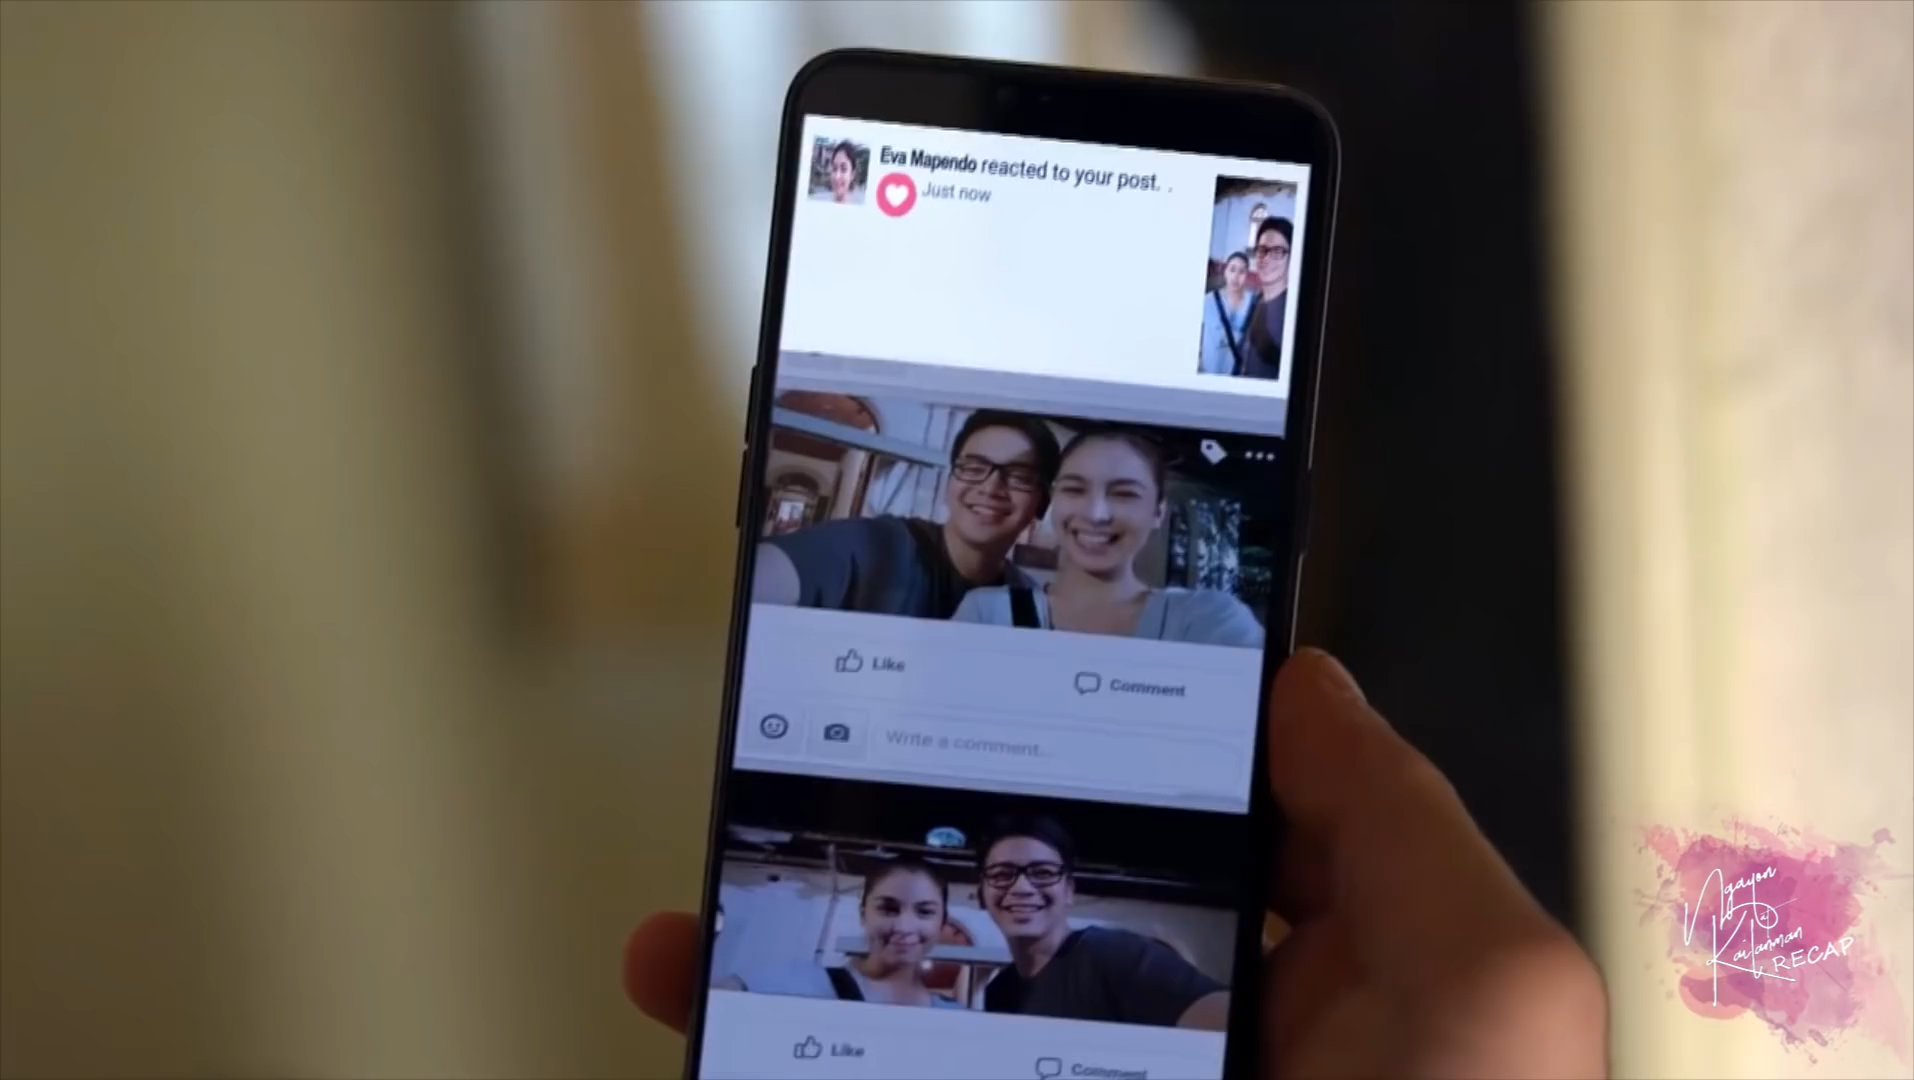 Eva Mapendo reacted to your post. .
Just now
Like
Comment
Write a comment...
Like
Comment
Ngayon
at
Kailanman
RECAP